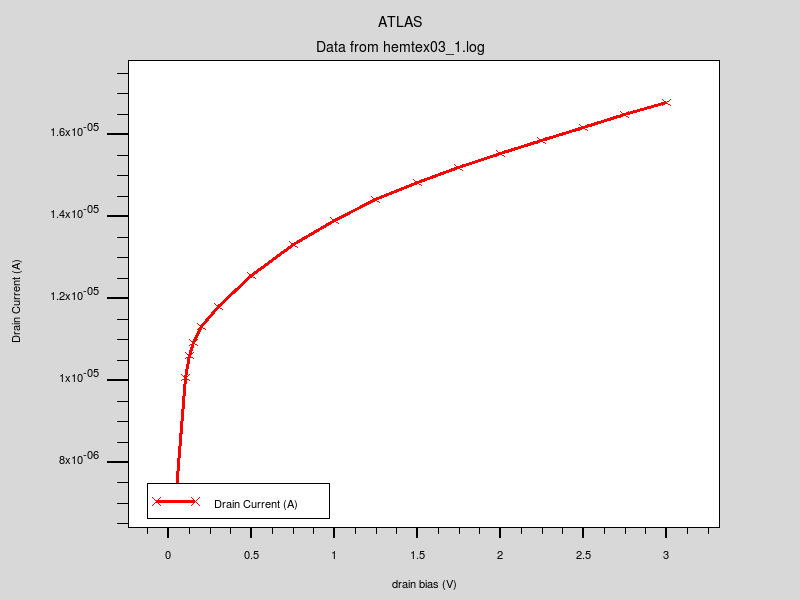 ATLAS
Data from hemtex03_1.log
1.6x10-05
1.4x10-05
1.2x10-05
1x10-05
8x10-06
Drain Current (A)
Drain Current (A)
0 0.5 1 1.5 2 2.5 3
drain bias (V)